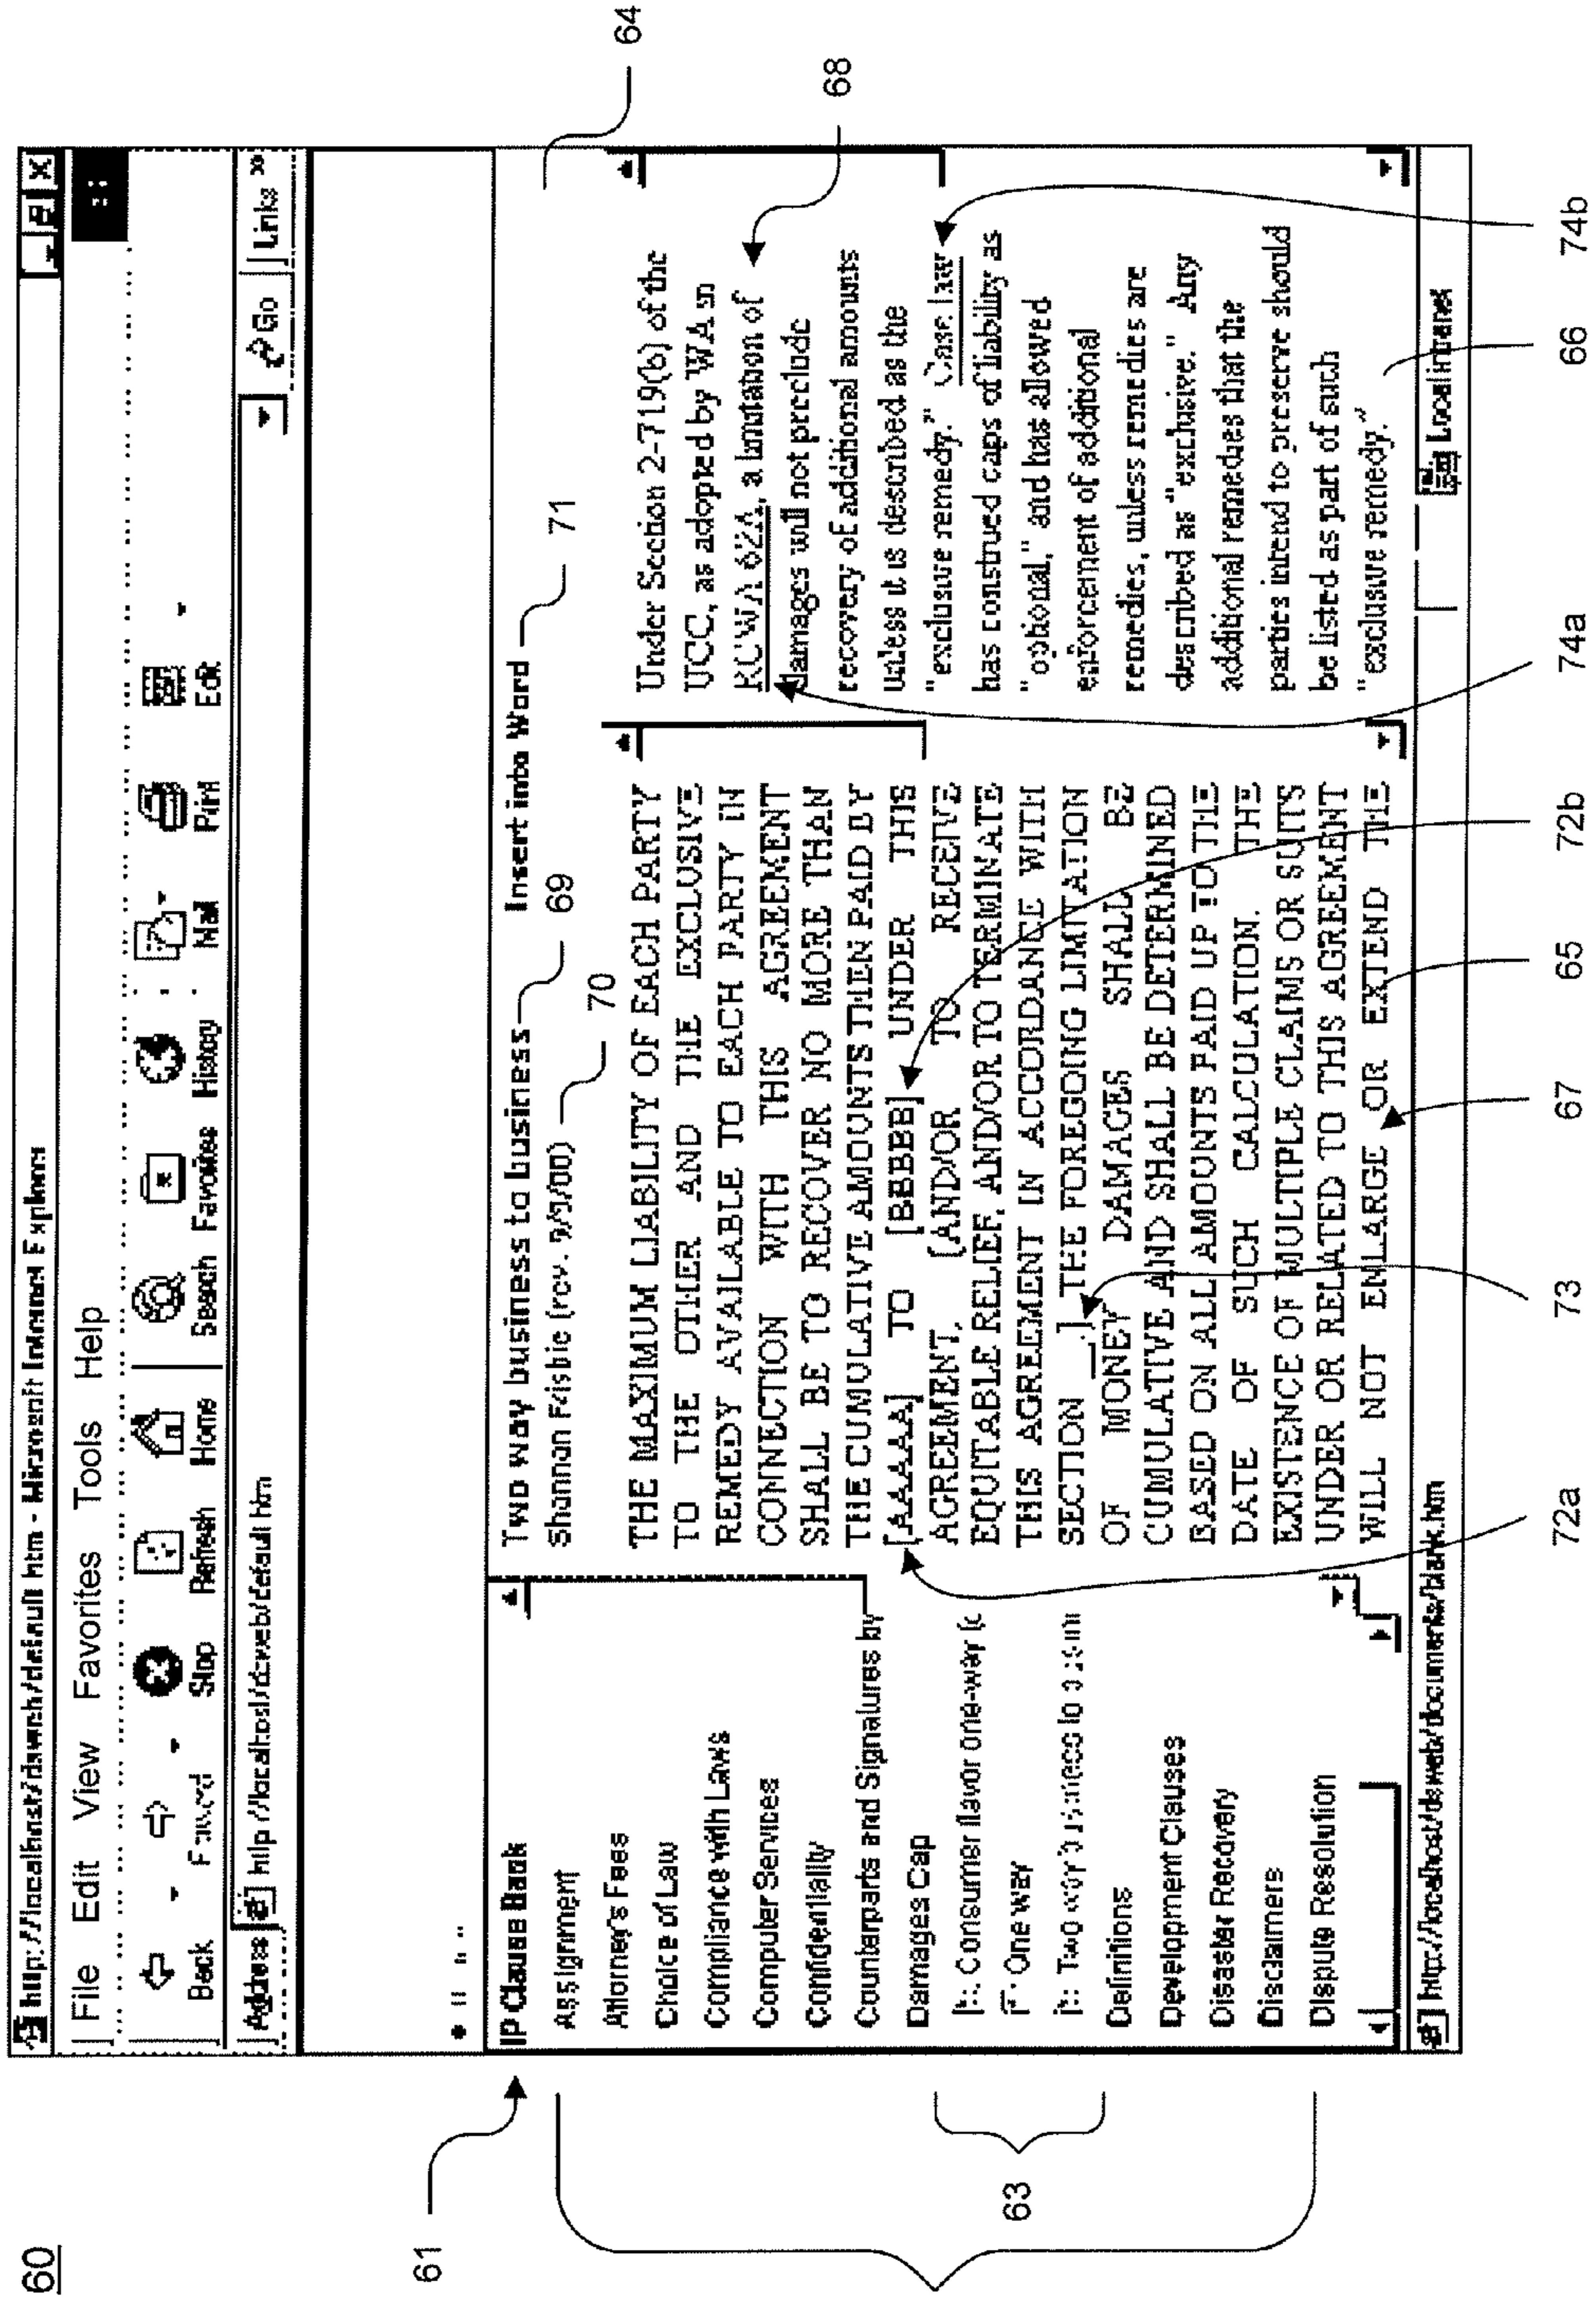 60
http://localhost/dsweb/default htm - Microsoft Internet Explorer
File Edit View Favorites Tools Help
Back Stop Refresh Home Search Favorites History Mail Print Edit
Address http://localhost/dsweb/default htm Go Links »
61
64
IP Clause Bank
Assignment
Attorney's Fees
Choice of Law
Compliance with Laws
Computer Services
Confidentiality
Counterparts and Signatures by
Damages Cap
Consumer flavor one-way (c
One way
Definitions
Development Clauses
Disaster Recovery
Disclaimers
Dispute Resolution
63
Two way business to business
69
Insert into Word
71
Shannan Frisbie (rev. 9/9/00)
70
THE MAXIMUM LIABILITY OF EACH PARTY
TO THE OTHER AND THE EXCLUSIVE
REMEDY AVAILABLE TO EACH PARTY IN
CONNECTION WITH THIS AGREEMENT
SHALL BE TO RECOVER NO MORE THAN
THE CUMULATIVE AMOUNTS THEN PAID BY
[AAAAA] TO [BBBBB] UNDER THIS
AGREEMENT, [AND/OR TO RECEIVE
EQUITABLE RELIEF, AND/OR TO TERMINATE
THIS AGREEMENT IN ACCORDANCE WITH
SECTION __.] THE FOREGOING LIMITATION
OF MONEY DAMAGES SHALL BE
CUMULATIVE AND SHALL BE DETERMINED
BASED ON ALL AMOUNTS PAID UP TO THE
DATE OF SUCH CALCULATION. THE
EXISTENCE OF MULTIPLE CLAIMS OR SUITS
UNDER OR RELATED TO THIS AGREEMENT
WILL NOT ENLARGE OR EXTEND THE
Under Section 2-719(b) of the
UCC, as adopted by WA in
RCWA 62A, a limitation of
damages will not preclude
recovery of additional amounts
unless it is described as the
"exclusive remedy." Case law
has construed caps of liability as
"optional," and has allowed
enforcement of additional
remedies, unless remedies are
described as "exclusive." Any
additional remedies that the
parties intend to preserve should
be listed as part of such
"exclusive remedy."
68
http://localhost/dsweb/documents/blank.htm Local intranet
72a
73
67
65
72b
74a
66
74b